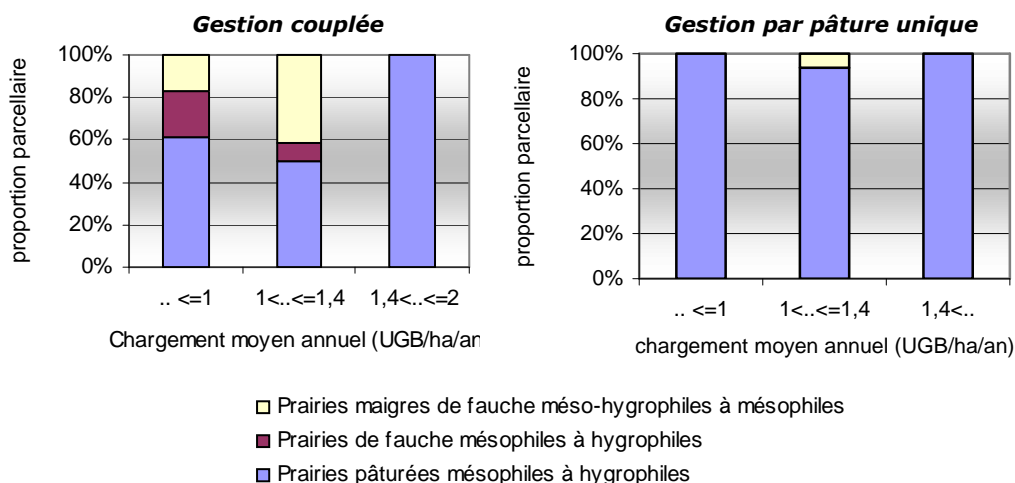 Gestion couplée
proportion parcellaire
100%
80%
60%
40%
20%
0%
.. <=1
1<..<=1,4
1,4<..<=2
Chargement moyen annuel (UGB/ha/an
Gestion par pâture unique
proportion parcellaire
100%
80%
60%
40%
20%
0%
.. <=1
1<..<=1,4
1,4<..
chargement moyen annuel (UGB/ha/an)
Prairies maigres de fauche méso-hygrophiles à mésophiles
Prairies de fauche mésophiles à hygrophiles
Prairies pâturées mésophiles à hygrophiles